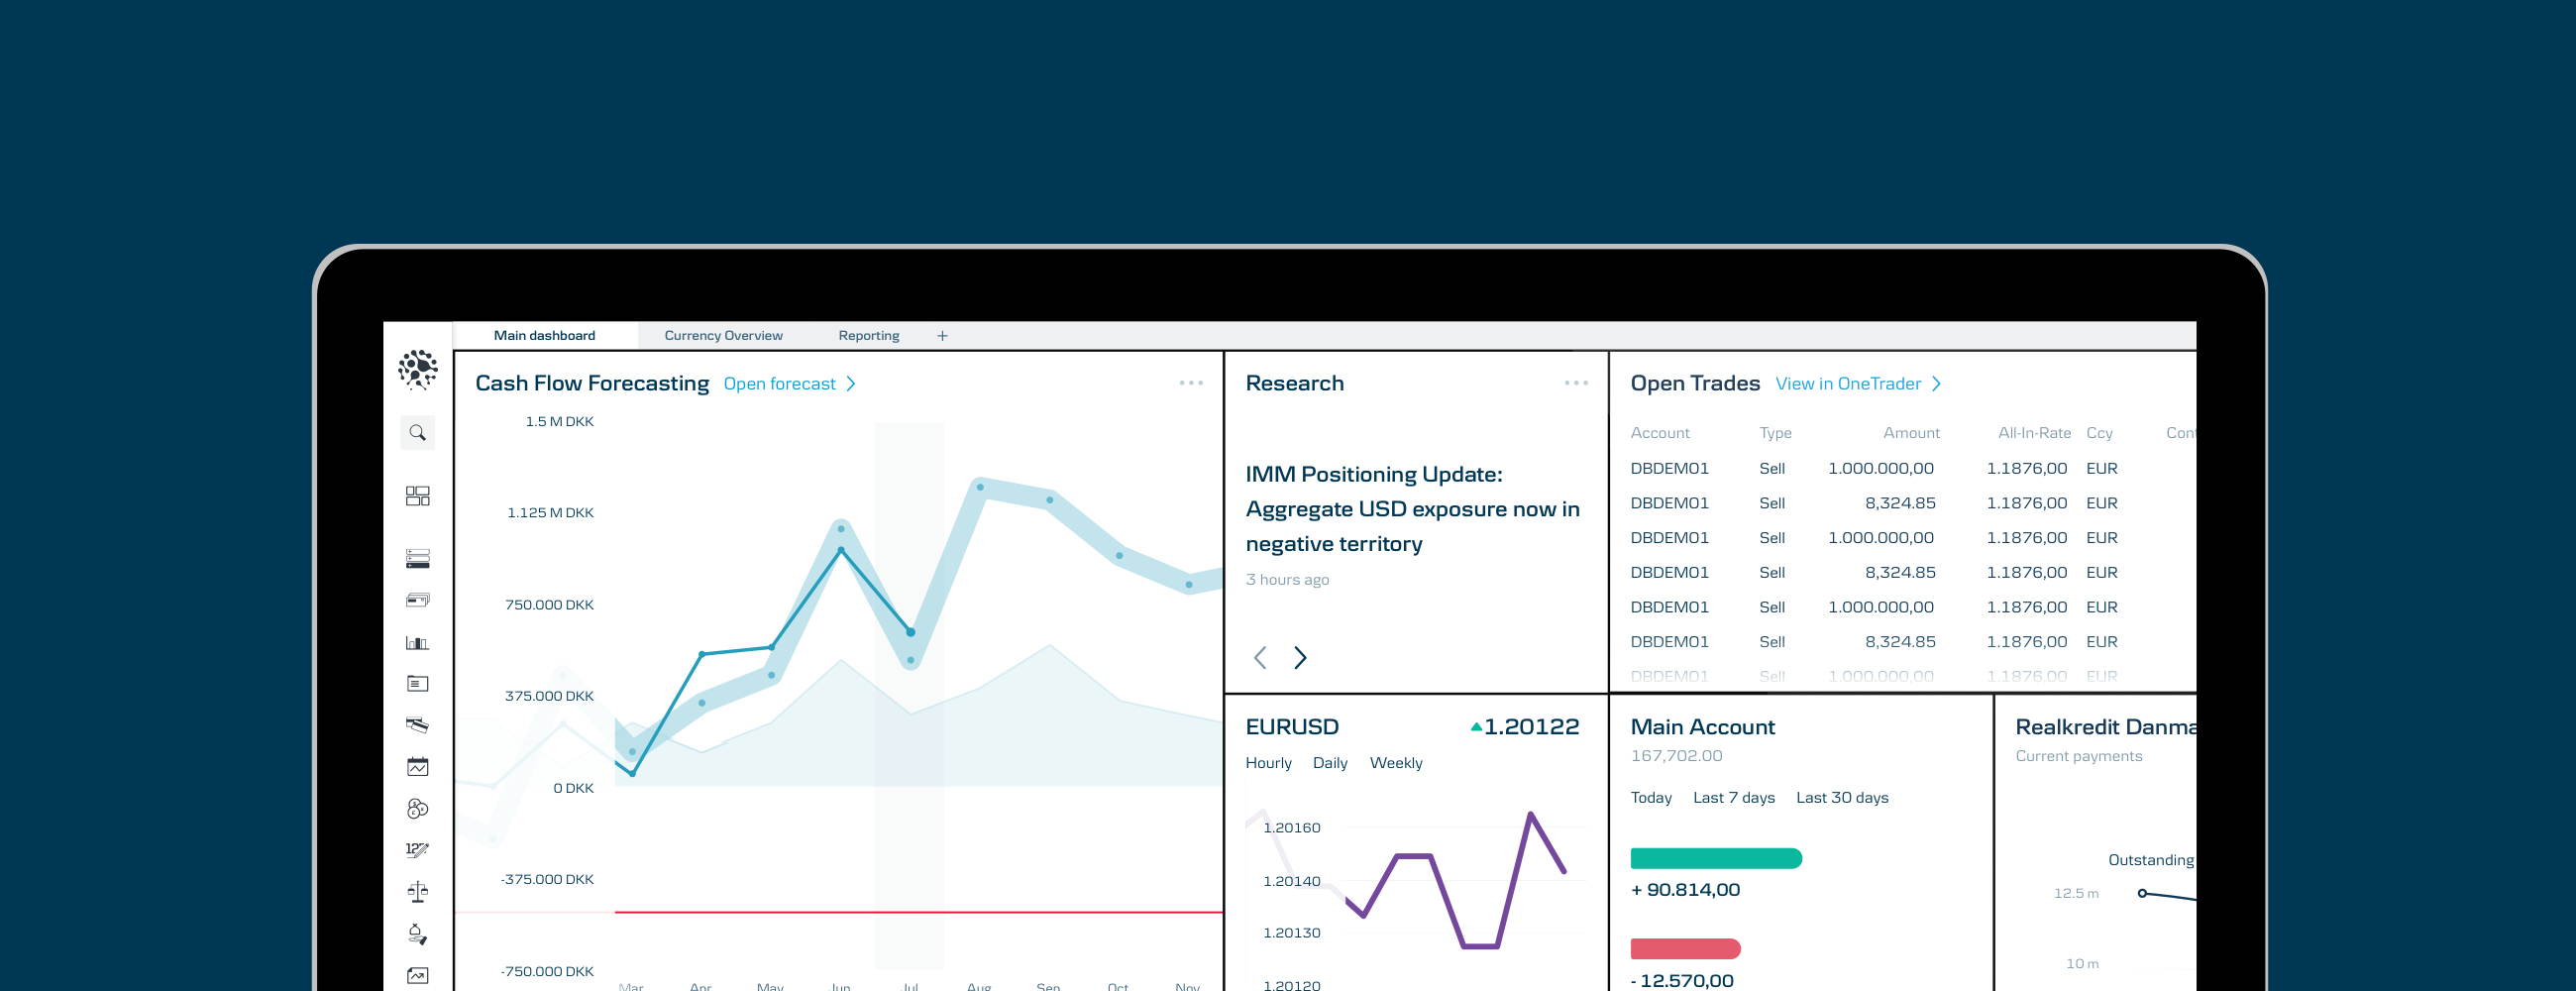 Main dashboard
Currency Overview
Reporting
+
Cash Flow Forecasting
Open forecast
1.5 M DKK
1.125 M DKK
750.000 DKK
375.000 DKK
0 DKK
-375.000 DKK
-750.000 DKK
Mar Apr May Jun Jul Aug Sep Oct Nov
Research
IMM Positioning Update:
Aggregate USD exposure now in
negative territory
3 hours ago
Open Trades
View in OneTrader
Account Type Amount All-In-Rate Ccy
DBDEM01 Sell 1.000.000,00 1.1876,00 EUR
DBDEM01 Sell 8,324.85 1.1876,00 EUR
DBDEM01 Sell 1.000.000,00 1.1876,00 EUR
DBDEM01 Sell 8,324.85 1.1876,00 EUR
DBDEM01 Sell 1.000.000,00 1.1876,00 EUR
DBDEM01 Sell 8,324.85 1.1876,00 EUR
DBDEM01 Sell 1.000.000,00 1.1876,00 EUR
EURUSD
1.20122
Hourly Daily Weekly
1.20160
1.20140
1.20130
1.20120
Main Account
167,702.00
Today Last 7 days Last 30 days
+ 90.814,00
- 12.570,00
Realkredit Danma
Current payments
Outstanding
12.5 m
10 m